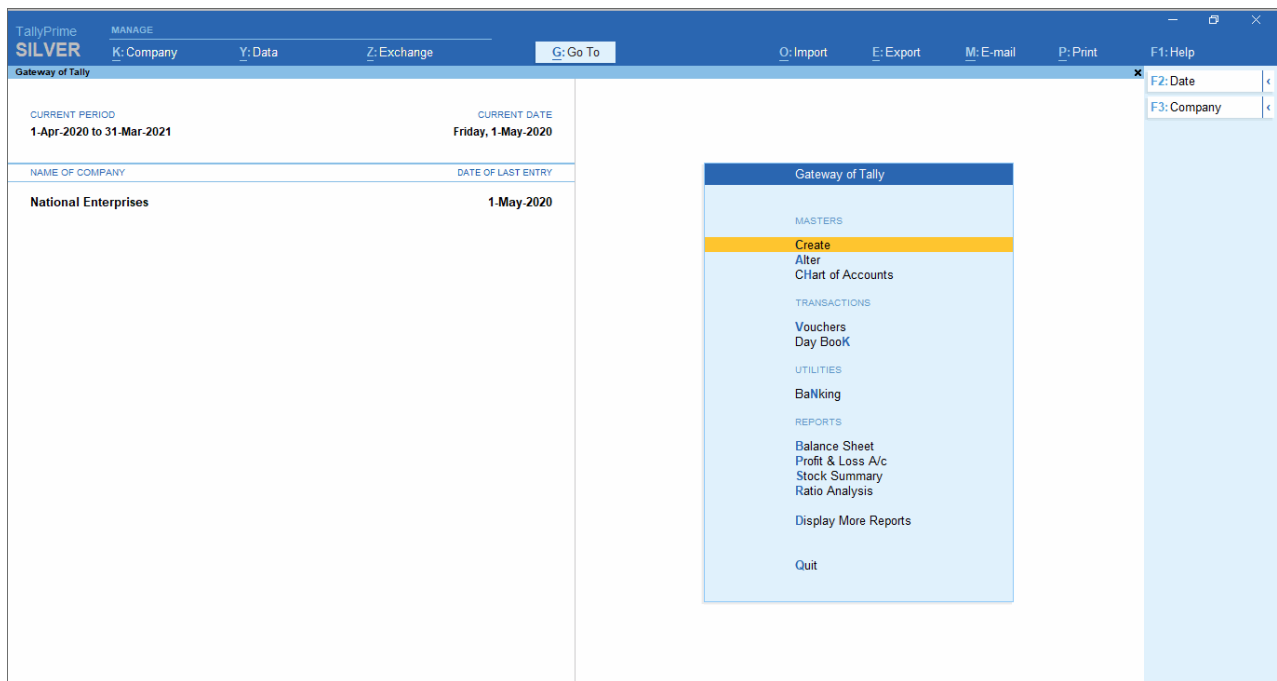 TallyPrime
MANAGE
SILVER
K: Company
Y: Data
Z: Exchange
G: Go To
O: Import
E: Export
M: E-mail
P: Print
F1: Help
Gateway of Tally
F2: Date
F3: Company
CURRENT PERIOD
CURRENT DATE
1-Apr-2020 to 31-Mar-2021
Friday, 1-May-2020
NAME OF COMPANY
DATE OF LAST ENTRY
National Enterprises
1-May-2020
Gateway of Tally
MASTERS
Create
Alter
CHart of Accounts
TRANSACTIONS
Vouchers
Day BooK
UTILITIES
BaNking
REPORTS
Balance Sheet
Profit & Loss A/c
Stock Summary
Ratio Analysis
Display More Reports
Quit